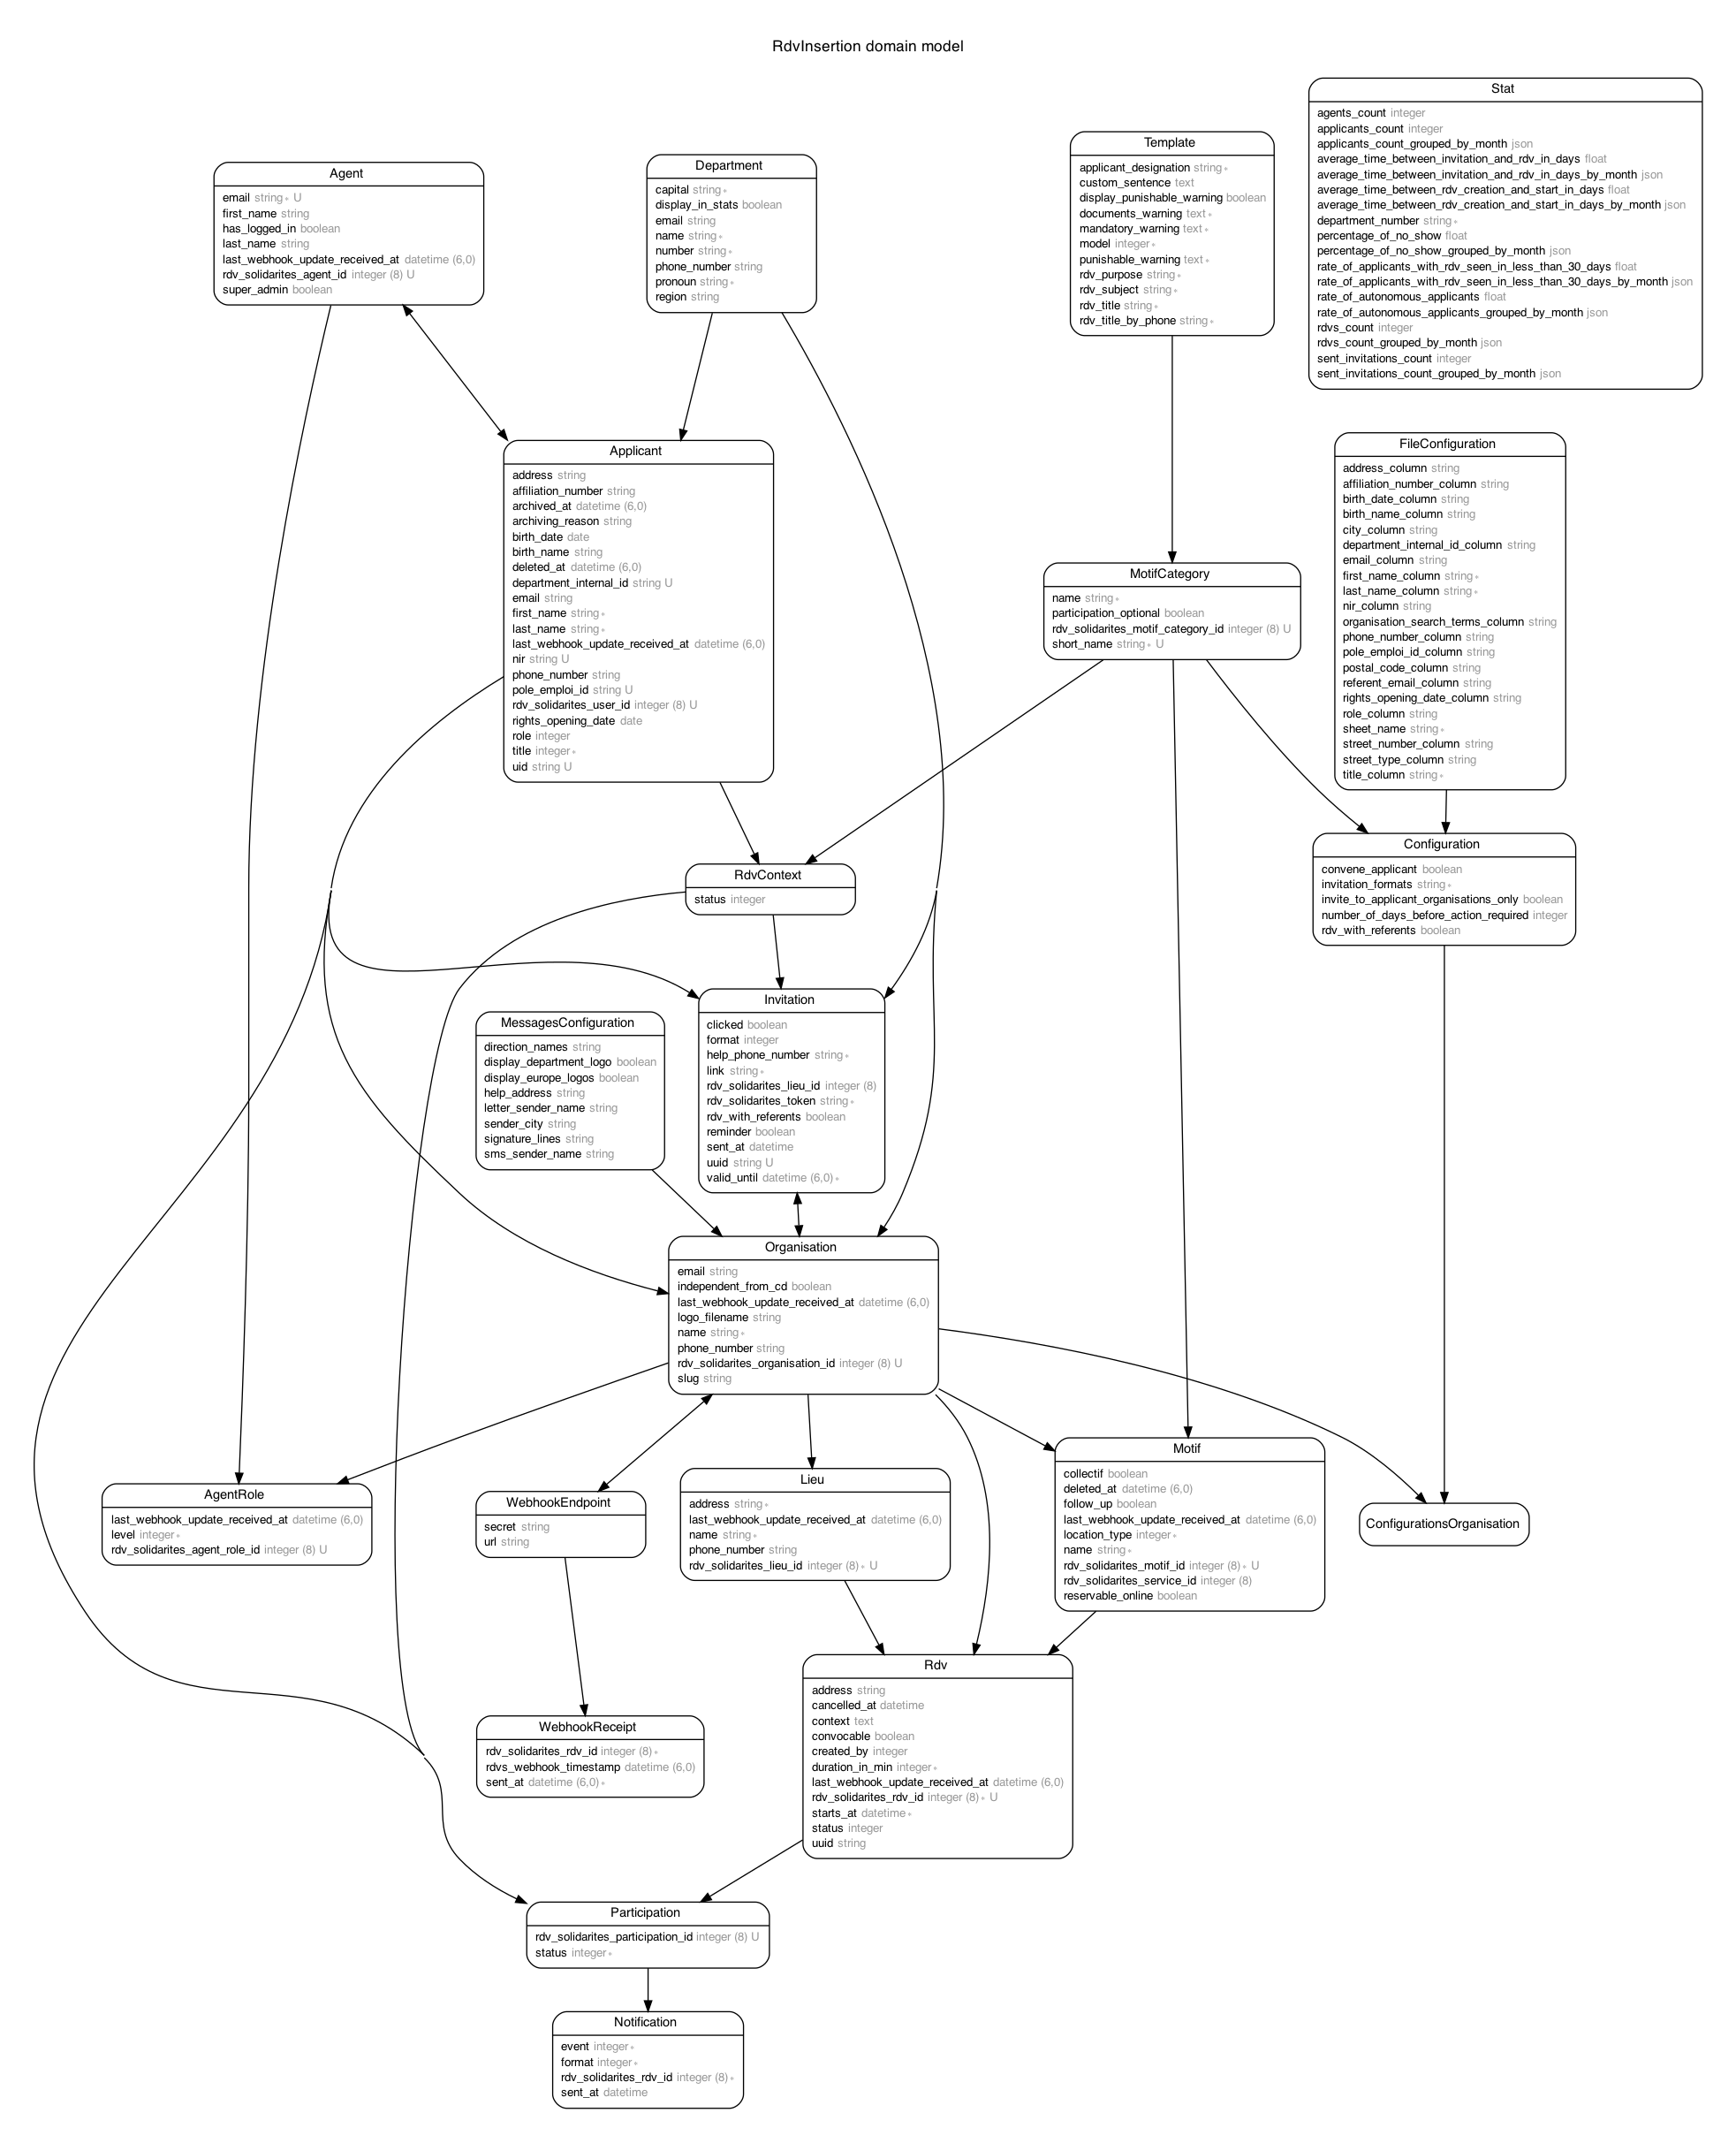 RdvInsertion domain model
Stat
agents_count integer
applicants_count integer
applicants_count_grouped_by_month json
average_time_between_invitation_and_rdv_in_days float
average_time_between_invitation_and_rdv_in_days_by_month json
average_time_between_rdv_creation_and_start_in_days float
average_time_between_rdv_creation_and_start_in_days_by_month json
department_number string∗
percentage_of_no_show float
percentage_of_no_show_grouped_by_month json
rate_of_applicants_with_rdv_seen_in_less_than_30_days float
rate_of_applicants_with_rdv_seen_in_less_than_30_days_by_month json
rate_of_autonomous_applicants float
rate_of_autonomous_applicants_grouped_by_month json
rdvs_count integer
rdvs_count_grouped_by_month json
sent_invitations_count integer
sent_invitations_count_grouped_by_month json
Template
applicant_designation string∗
custom_sentence text
display_punishable_warning boolean
documents_warning text∗
mandatory_warning text∗
model integer∗
punishable_warning text∗
rdv_purpose string∗
rdv_subject string∗
rdv_title string∗
rdv_title_by_phone string∗
Department
capital string∗
display_in_stats boolean
email string
name string∗
number string∗
phone_number string
pronoun string∗
region string
Agent
email string∗ U
first_name string
has_logged_in boolean
last_name string
last_webhook_update_received_at datetime (6,0)
rdv_solidarites_agent_id integer (8) U
super_admin boolean
Applicant
address string
affiliation_number string
archived_at datetime (6,0)
archiving_reason string
birth_date date
birth_name string
deleted_at datetime (6,0)
department_internal_id string U
email string
first_name string∗
last_name string∗
last_webhook_update_received_at datetime (6,0)
nir string U
phone_number string
pole_emploi_id string U
rdv_solidarites_user_id integer (8) U
rights_opening_date date
role integer
title integer∗
uid string U
FileConfiguration
address_column string
affiliation_number_column string
birth_date_column string
birth_name_column string
city_column string
department_internal_id_column string
email_column string
first_name_column string∗
last_name_column string∗
nir_column string
organisation_search_terms_column string
phone_number_column string
pole_emploi_id_column string
postal_code_column string
referent_email_column string
rights_opening_date_column string
role_column string
sheet_name string∗
street_number_column string
street_type_column string
title_column string∗
MotifCategory
name string∗
participation_optional boolean
rdv_solidarites_motif_category_id integer (8) U
short_name string∗ U
Configuration
convene_applicant boolean
invitation_formats string∗
invite_to_applicant_organisations_only boolean
number_of_days_before_action_required integer
rdv_with_referents boolean
RdvContext
status integer
Invitation
clicked boolean
format integer
help_phone_number string∗
link string∗
rdv_solidarites_lieu_id integer (8)
rdv_solidarites_token string∗
rdv_with_referents boolean
reminder boolean
sent_at datetime
uuid string U
valid_until datetime (6,0)∗
MessagesConfiguration
direction_names string
display_department_logo boolean
display_europe_logos boolean
help_address string
letter_sender_name string
sender_city string
signature_lines string
sms_sender_name string
Organisation
email string
independent_from_cd boolean
last_webhook_update_received_at datetime (6,0)
logo_filename string
name string∗
phone_number string
rdv_solidarites_organisation_id integer (8) U
slug string
AgentRole
last_webhook_update_received_at datetime (6,0)
level integer∗
rdv_solidarites_agent_role_id integer (8) U
WebhookEndpoint
secret string
url string
Lieu
address string∗
last_webhook_update_received_at datetime (6,0)
name string∗
phone_number string
rdv_solidarites_lieu_id integer (8)∗ U
Motif
collectif boolean
deleted_at datetime (6,0)
follow_up boolean
last_webhook_update_received_at datetime (6,0)
location_type integer∗
name string∗
rdv_solidarites_motif_id integer (8)∗ U
rdv_solidarites_service_id integer (8)
reservable_online boolean
ConfigurationsOrganisation
Rdv
address string
cancelled_at datetime
context text
convocable boolean
created_by integer
duration_in_min integer∗
last_webhook_update_received_at datetime (6,0)
rdv_solidarites_rdv_id integer (8)∗ U
starts_at datetime∗
status integer
uuid string
WebhookReceipt
rdv_solidarites_rdv_id integer (8)∗
rdvs_webhook_timestamp datetime (6,0)
sent_at datetime (6,0)∗
Participation
rdv_solidarites_participation_id integer (8) U
status integer∗
Notification
event integer∗
format integer∗
rdv_solidarites_rdv_id integer (8)∗
sent_at datetime